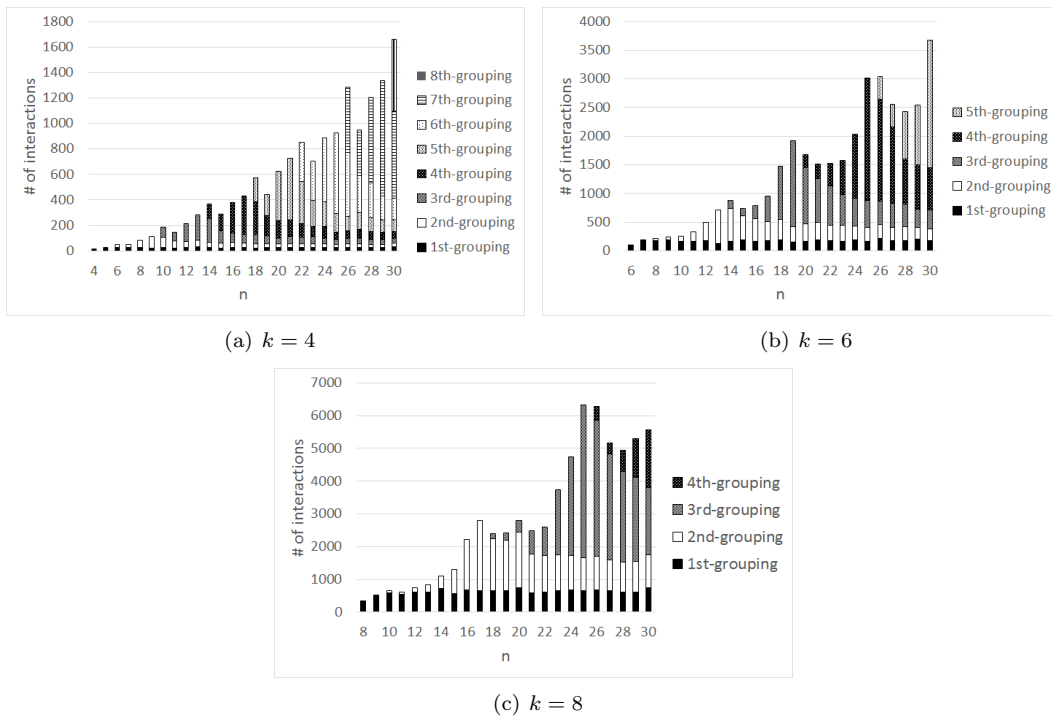 1800
1600
1400
1200
1000
800
600
400
200
0
# of interactions
4 6 8 10 12 14 16 18 20 22 24 26 28 30
n
8th-grouping
7th-grouping
6th-grouping
5th-grouping
4th-grouping
3rd-grouping
2nd-grouping
1st-grouping
(a) k = 4
4000
3500
3000
2500
2000
1500
1000
500
0
# of interactions
6 8 10 12 14 16 18 20 22 24 26 28 30
n
5th-grouping
4th-grouping
3rd-grouping
2nd-grouping
1st-grouping
(b) k = 6
7000
6000
5000
4000
3000
2000
1000
0
# of interactions
8 10 12 14 16 18 20 22 24 26 28 30
n
4th-grouping
3rd-grouping
2nd-grouping
1st-grouping
(c) k = 8